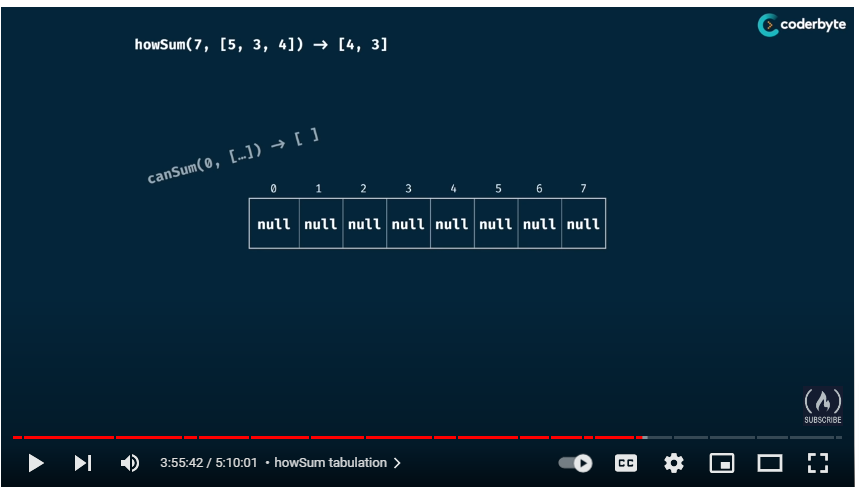 coderbyte
howSum(7, [5, 3, 4]) → [4, 3]
canSum(0, […]) → [ ]
0 1 2 3 4 5 6 7
null null null null null null null null
SUBSCRIBE
3:55:42 / 5:10:01 • howSum tabulation >
CC